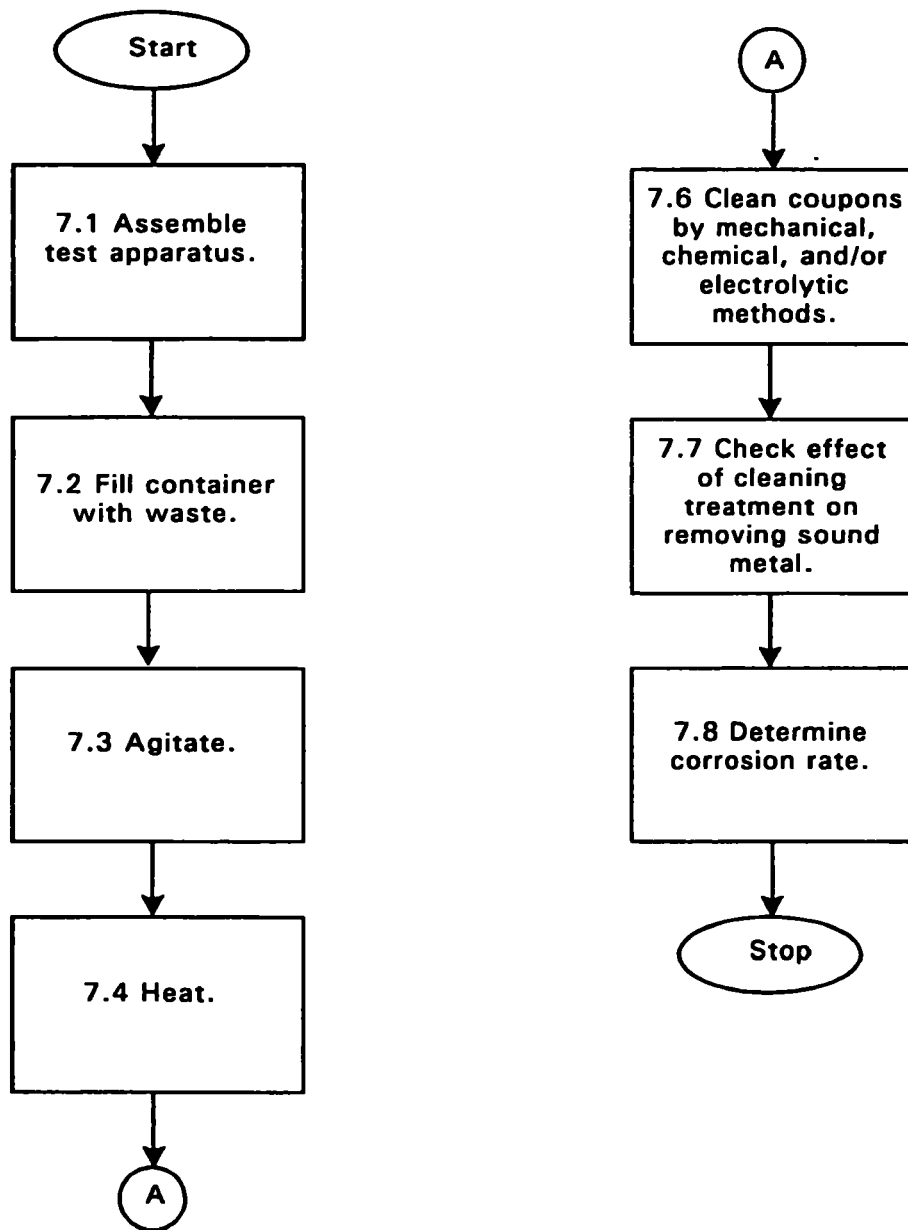 Start
7.1 Assemble
test apparatus.
7.2 Fill container
with waste.
7.3 Agitate.
7.4 Heat.
A
A
7.6 Clean coupons
by mechanical,
chemical, and/or
electrolytic
methods.
7.7 Check effect
of cleaning
treatment on
removing sound
metal.
7.8 Determine
corrosion rate.
Stop